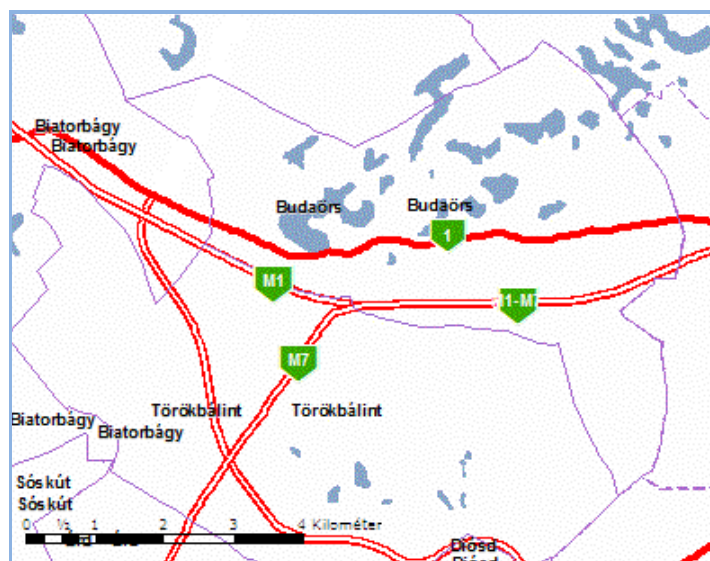 Biatorbágy
Biatorbágy
Budaörs
Budaörs
1
M1
M7
Törökbálint
Törökbálint
Biatorbágy
Biatorbágy
Sóskút
Sóskút
0 ½ 1 2 3 4 Kilométer
Diósd